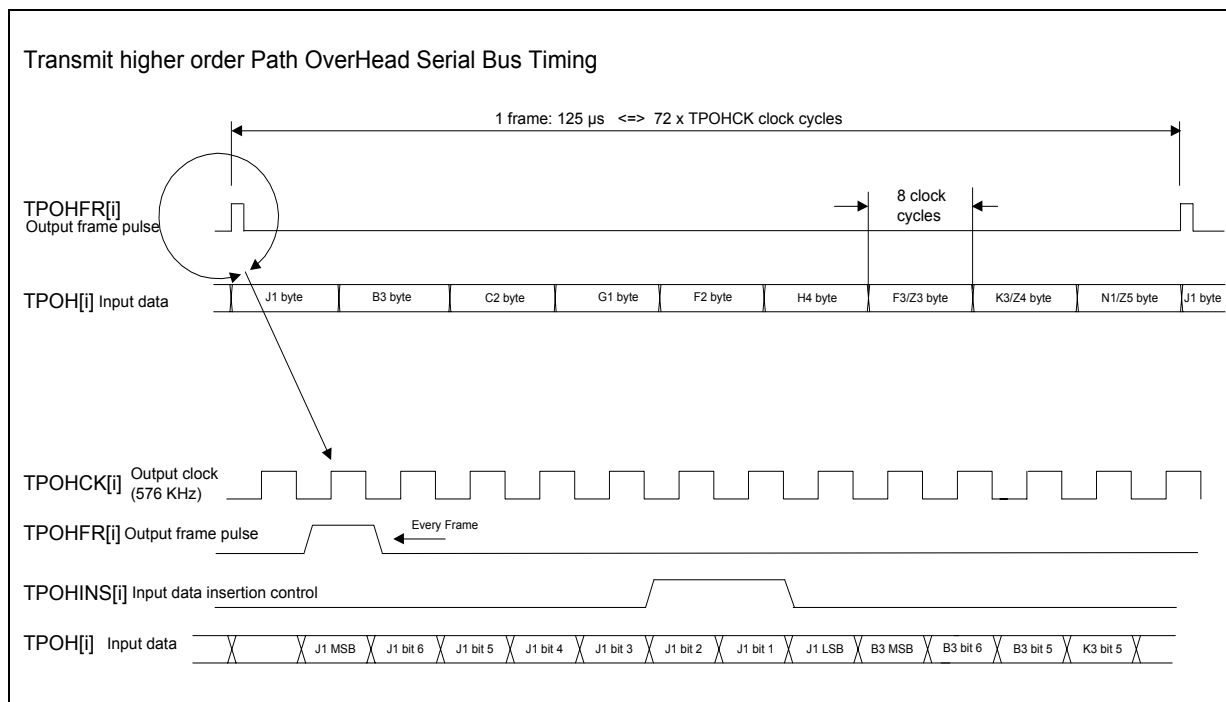 Transmit higher order Path OverHead Serial Bus Timing
1 frame: 125 µs <=> 72 x TPOHCK clock cycles
TPOHFR[i]
Output frame pulse
8 clock
cycles
TPOH[i] Input data
J1 byte B3 byte C2 byte G1 byte F2 byte H4 byte F3/Z3 byte K3/Z4 byte N1/Z5 byte J1 byte
TPOHCK[i] Output clock
(576 KHz)
TPOHFR[i] Output frame pulse
Every Frame
TPOHINS[i] Input data insertion control
TPOH[i] Input data
J1 MSB J1 bit 6 J1 bit 5 J1 bit 4 J1 bit 3 J1 bit 2 J1 bit 1 J1 LSB B3 MSB B3 bit 6 B3 bit 5 K3 bit 5